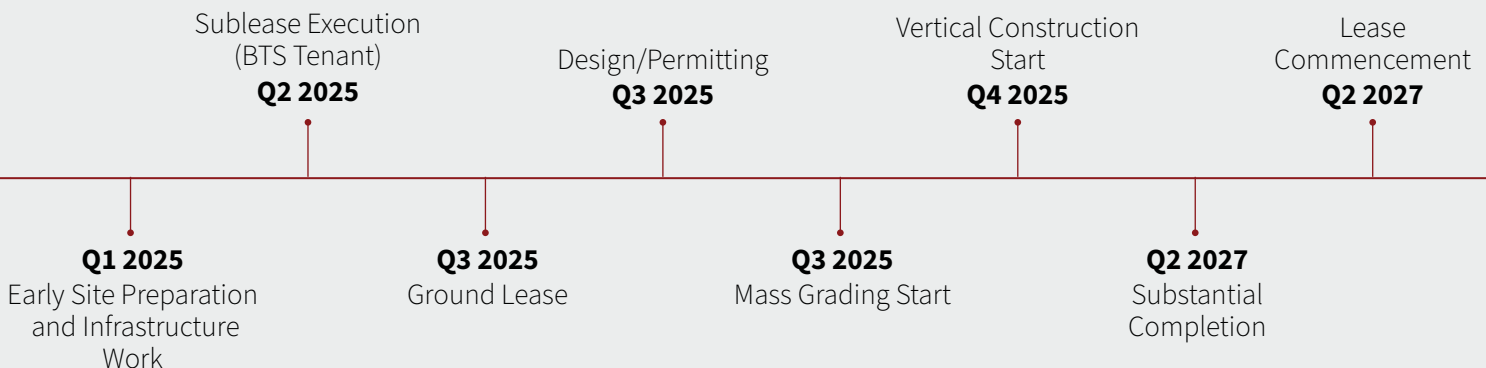 Sublease Execution
(BTS Tenant)
Q2 2025
Design/Permitting
Q3 2025
Vertical Construction
Start
Q4 2025
Lease
Commencement
Q2 2027
Q1 2025
Early Site Preparation
and Infrastructure
Work
Q3 2025
Ground Lease
Q3 2025
Mass Grading Start
Q2 2027
Substantial
Completion